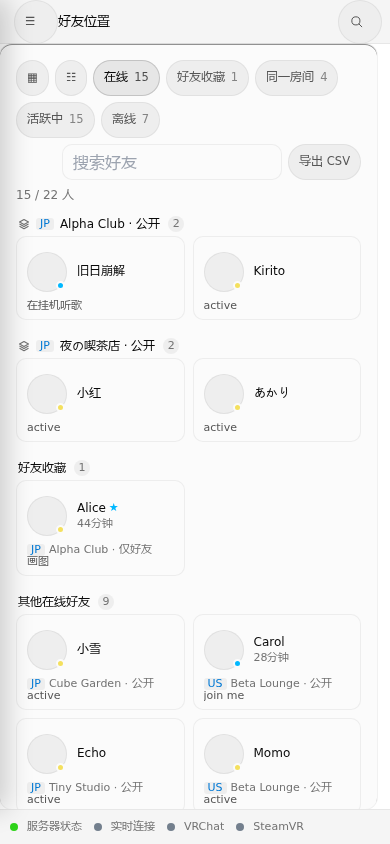 好友位置
在线 15
好友收藏 1
同一房间 4
活跃中 15
离线 7
搜索好友
导出 CSV
15 / 22 人
JP Alpha Club · 公开 2
旧日崩解
在挂机听歌
Kirito
active
JP 夜の喫茶店 · 公开 2
小红
active
あかり
active
好友收藏 1
Alice ★
44分钟
JP Alpha Club · 仅好友
画图
其他在线好友 9
小雪
JP Cube Garden · 公开
active
Carol
28分钟
US Beta Lounge · 公开
join me
Echo
JP Tiny Studio · 公开
active
Momo
US Beta Lounge · 公开
active
服务器状态
实时连接
VRChat
SteamVR